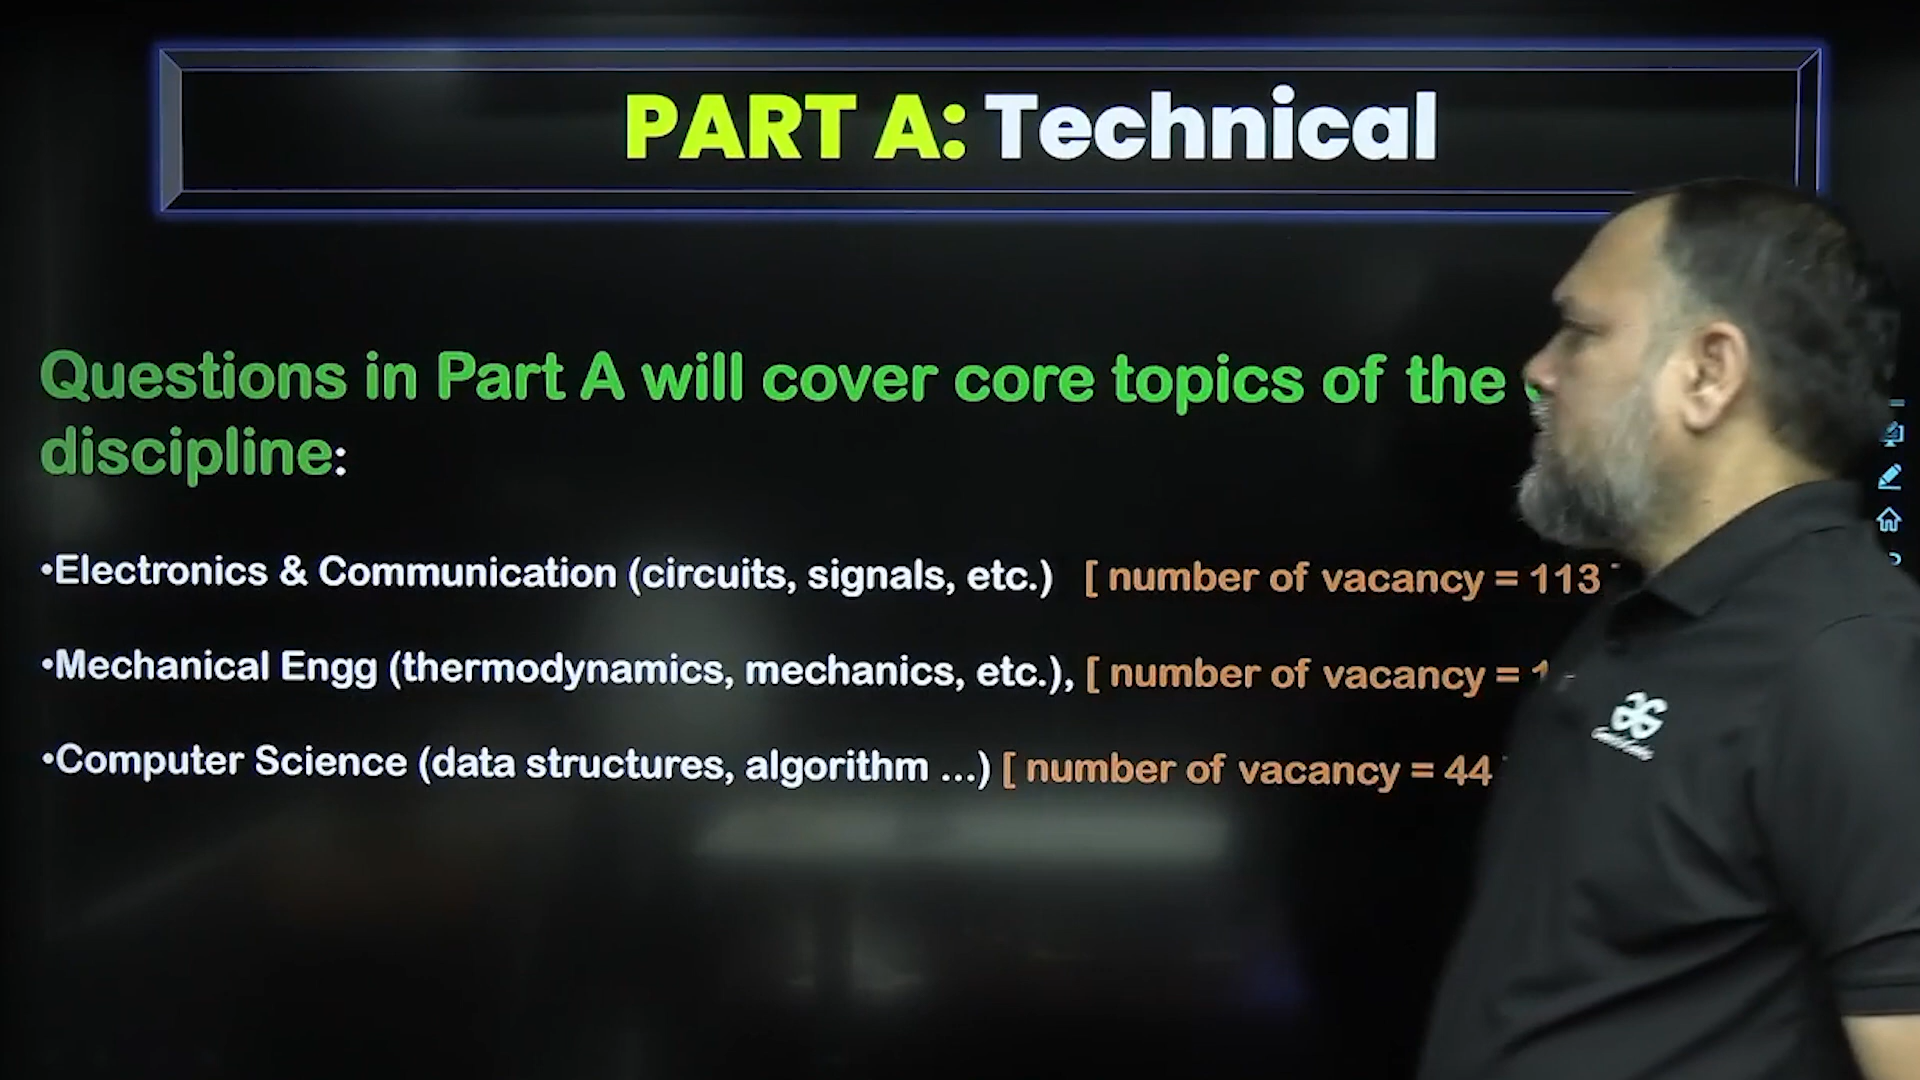 PART A: Technical
Questions in Part A will cover core topics of the
discipline:
•Electronics & Communication (circuits, signals, etc.) [ number of vacancy = 113
•Mechanical Engg (thermodynamics, mechanics, etc.), [ number of vacancy =
•Computer Science (data structures, algorithm ...) [ number of vacancy = 44